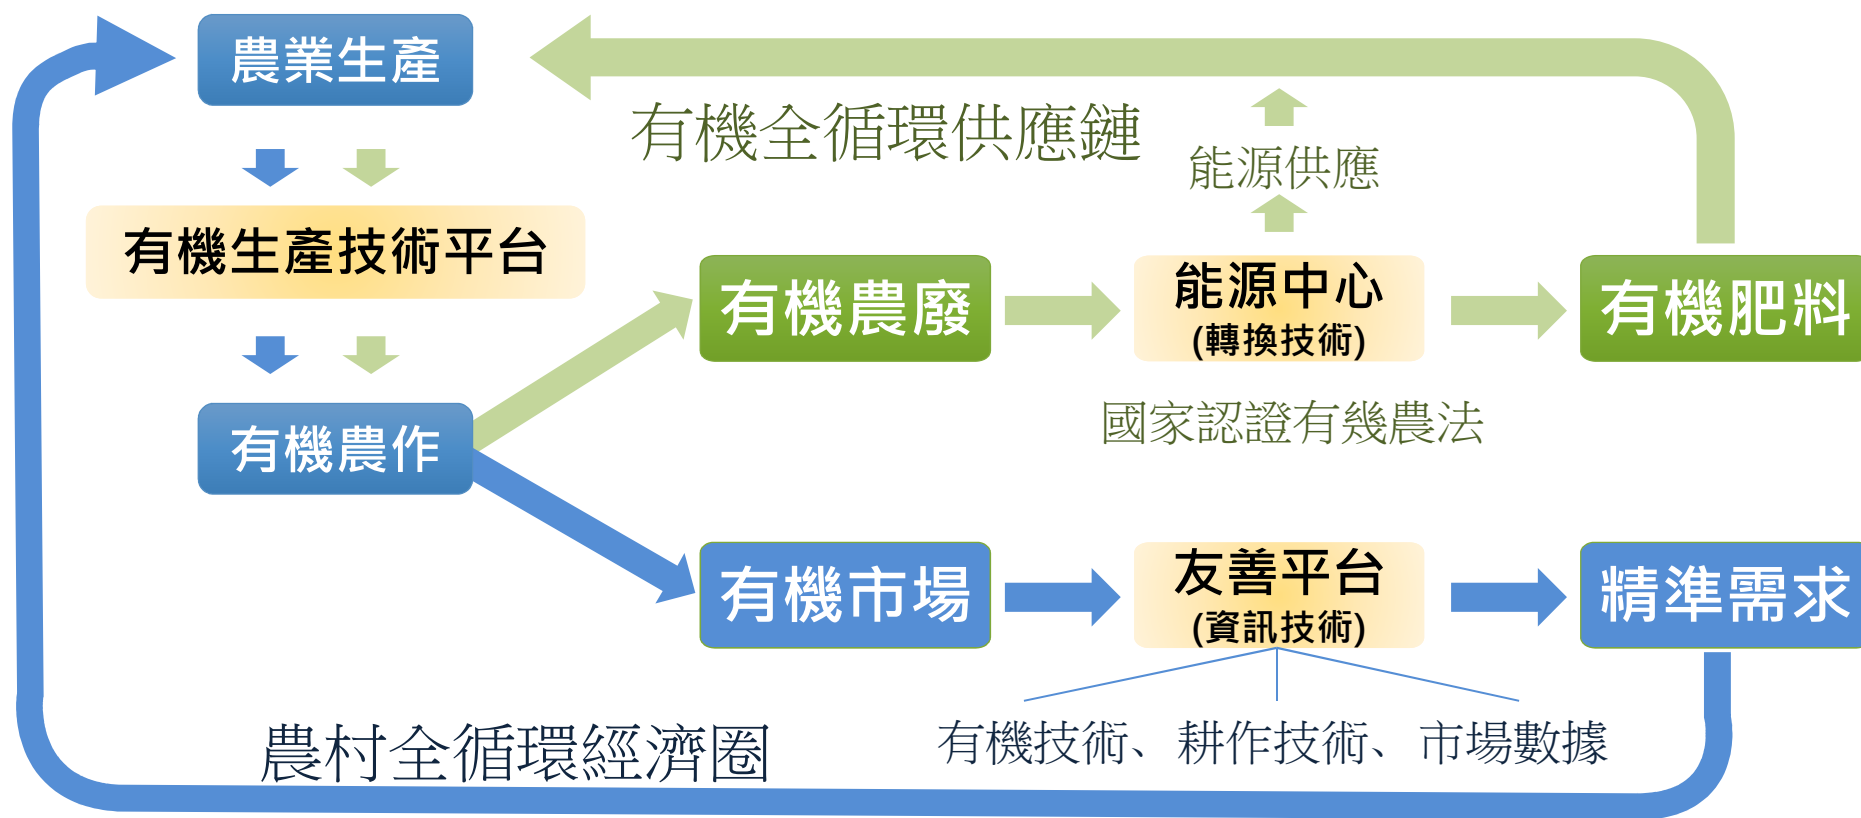 農業生產
有機全循環供應鏈
能源供應
有機生產技術平台
有機農廢
能源中心
(轉換技術)
有機肥料
國家認證有幾農法
有機農作
有機市場
友善平台
(資訊技術)
精準需求
有機技術、耕作技術、市場數據
農村全循環經濟圈